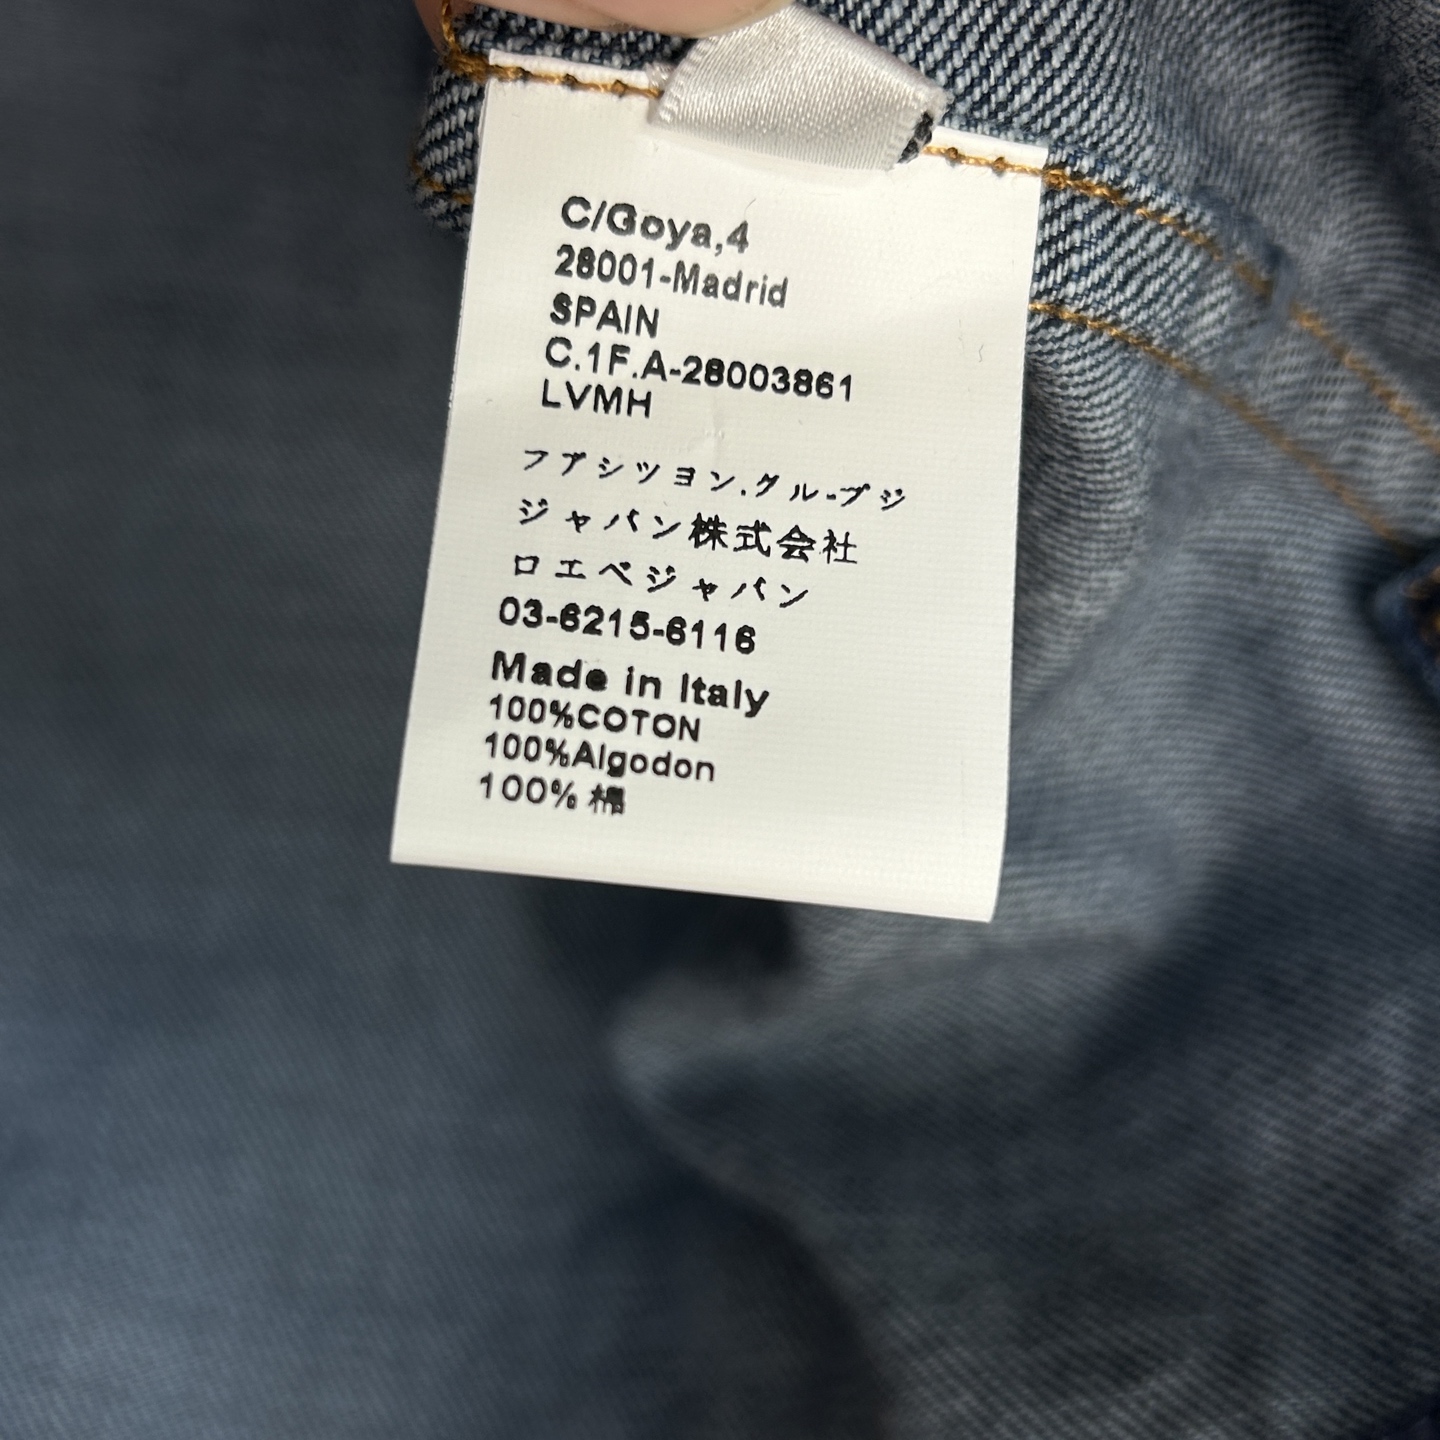 C/Goya,4
28001-Madrid
SPAIN
C.1F.A-28003861
LVMH
フアシツヨン.グル-プジ
ジャパン株式会社
ロエベジャパン
03-6215-6116
Made in Italy
100%COTON
100%Algodon
100% 棉